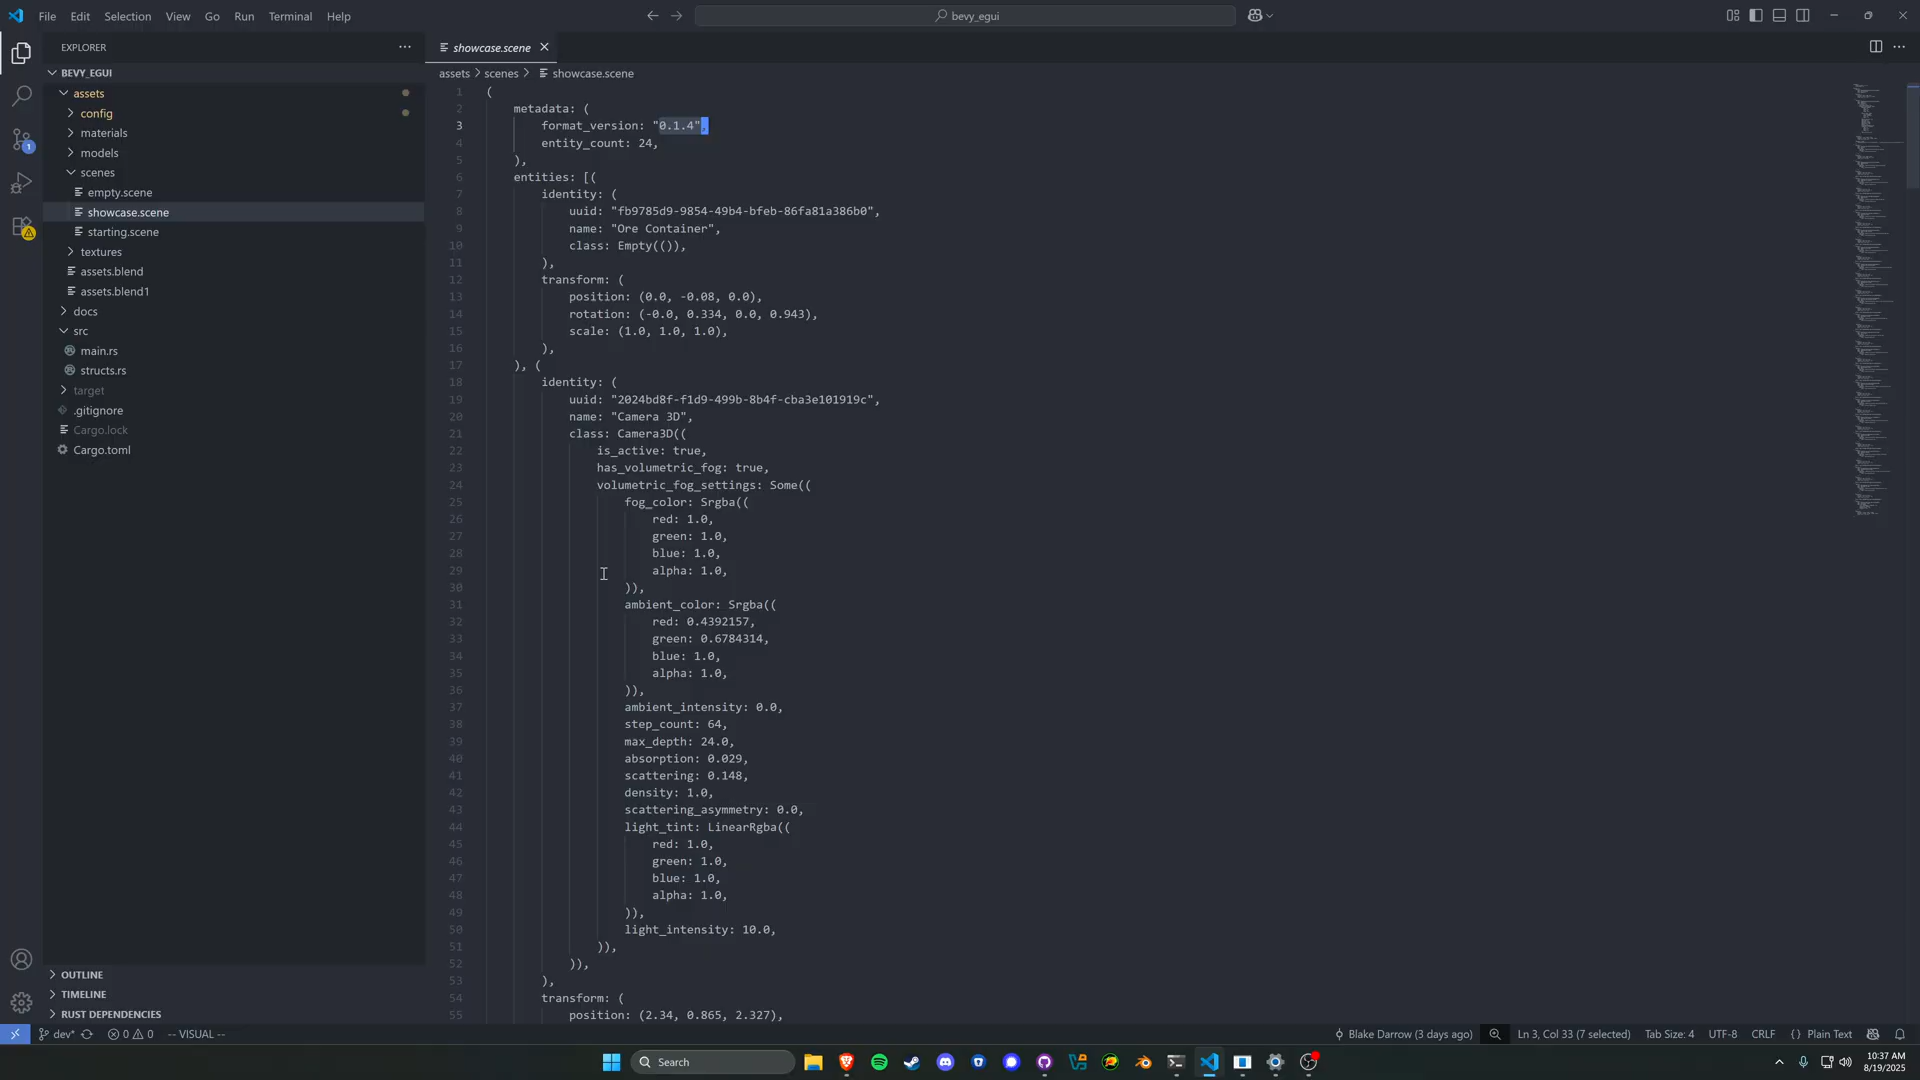 File Edit Selection View Go Run Terminal Help
bevy_egui
EXPLORER
BEVY_EGUI
assets
config
materials
models
scenes
empty.scene
showcase.scene
starting.scene
textures
assets.blend
assets.blend1
docs
src
main.rs
structs.rs
target
.gitignore
Cargo.lock
Cargo.toml
OUTLINE
TIMELINE
RUST DEPENDENCIES
showcase.scene
assets > scenes > showcase.scene
1 (
2 metadata: (
3 format_version: "0.1.4",
4 entity_count: 24,
5 ),
6 entities: [(
7 identity: (
8 uuid: "fb9785d9-9854-49b4-bfeb-86fa81a386b0",
9 name: "Ore Container",
10 class: Empty(()),
11 ),
12 transform: (
13 position: (0.0, -0.08, 0.0),
14 rotation: (-0.0, 0.334, 0.0, 0.943),
15 scale: (1.0, 1.0, 1.0),
16 ),
17 ), (
18 identity: (
19 uuid: "2024bd8f-f1d9-499b-8b4f-cba3e101919c",
20 name: "Camera 3D",
21 class: Camera3D((
22 is_active: true,
23 has_volumetric_fog: true,
24 volumetric_fog_settings: Some((
25 fog_color: Srgba((
26 red: 1.0,
27 green: 1.0,
28 blue: 1.0,
29 alpha: 1.0,
30 )),
31 ambient_color: Srgba((
32 red: 0.4392157,
33 green: 0.6784314,
34 blue: 1.0,
35 alpha: 1.0,
36 )),
37 ambient_intensity: 0.0,
38 step_count: 64,
39 max_depth: 24.0,
40 absorption: 0.029,
41 scattering: 0.148,
42 density: 1.0,
43 scattering_asymmetry: 0.0,
44 light_tint: LinearRgba((
45 red: 1.0,
46 green: 1.0,
47 blue: 1.0,
48 alpha: 1.0,
49 )),
50 light_intensity: 10.0,
51 )),
52 )),
53 ),
54 transform: (
55 position: (2.34, 0.865, 2.327),
dev* 0 0 -- VISUAL -- Blake Darrow (3 days ago) Ln 3, Col 33 (7 selected) Tab Size: 4 UTF-8 CRLF {} Plain Text
Search
10:37 AM
8/19/2025